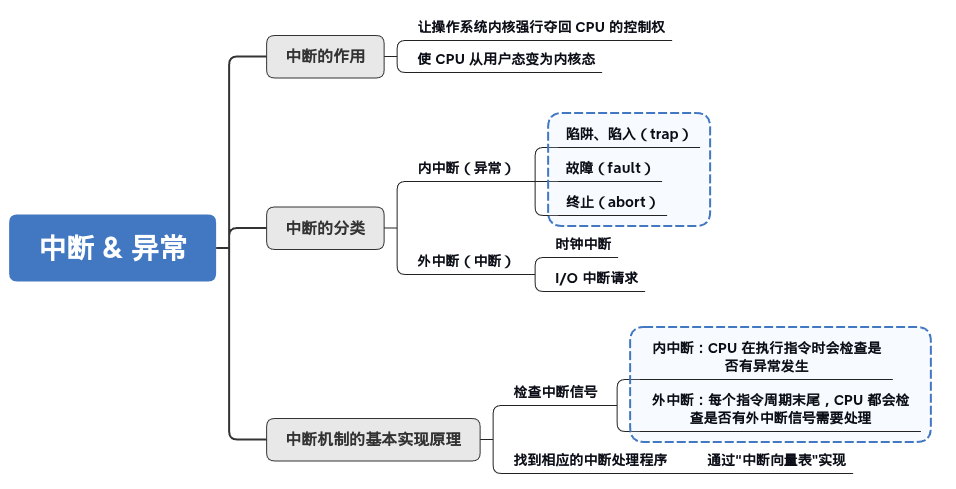 中断 & 异常
中断的作用
让操作系统内核强行夺回 CPU 的控制权
使 CPU 从用户态变为内核态
中断的分类
内中断（异常）
陷阱、陷入（trap）
故障（fault）
终止（abort）
外中断（中断）
时钟中断
I/O 中断请求
中断机制的基本实现原理
检查中断信号
内中断：CPU 在执行指令时会检查是
否有异常发生
外中断：每个指令周期末尾，CPU 都会检
查是否有外中断信号需要处理
找到相应的中断处理程序
通过"中断向量表"实现